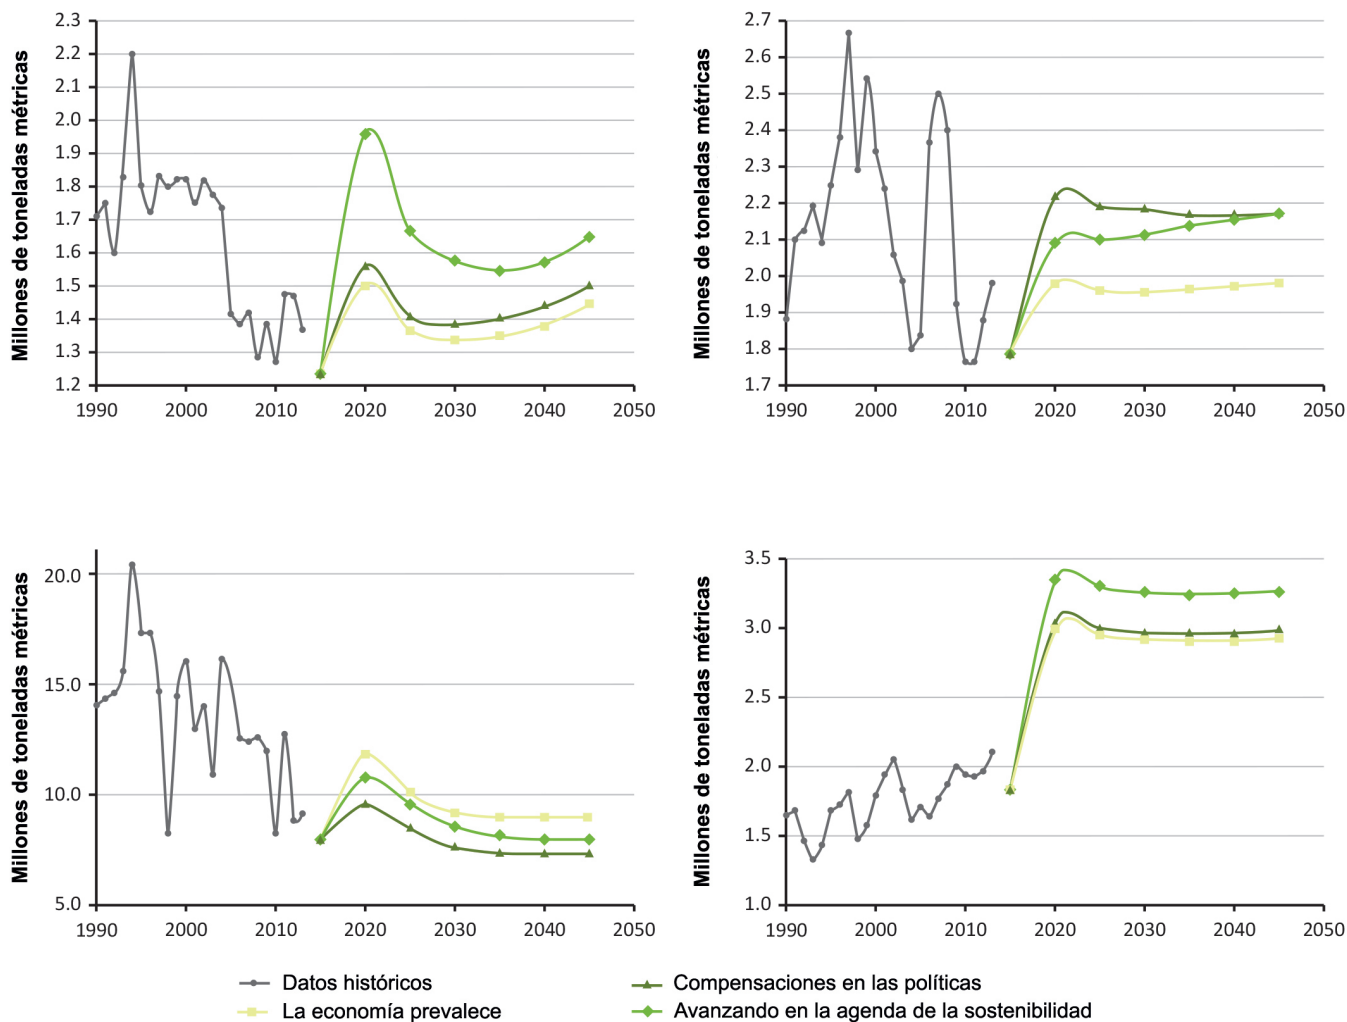 Millones de toneladas métricas
2.3
2.2
2.1
2.0
1.9
1.8
1.7
1.6
1.5
1.4
1.3
1.2
1990 2000 2010 2020 2030 2040 2050
Millones de toneladas métricas
2.7
2.6
2.5
2.4
2.3
2.2
2.1
2.0
1.9
1.8
1.7
1990 2000 2010 2020 2030 2040 2050
Millones de toneladas métricas
20.0
15.0
10.0
5.0
1990 2000 2010 2020 2030 2040 2050
Millones de toneladas métricas
3.5
3.0
2.5
2.0
1.5
1.0
1990 2000 2010 2020 2030 2040 2050
Datos históricos
Compensaciones en las políticas
La economía prevalece
Avanzando en la agenda de la sostenibilidad